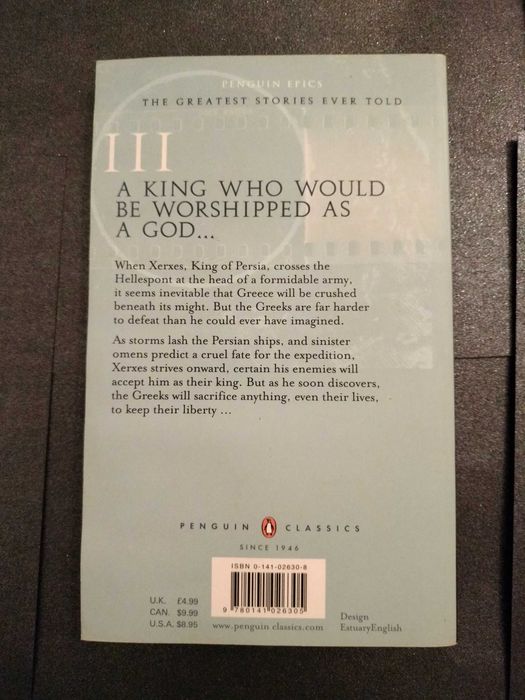 PENGUIN EPICS
THE GREATEST STORIES EVER TOLD
III
A KING WHO WOULD
BE WORSHIPPED AS
A GOD...
When Xerxes, King of Persia, crosses the
Hellespont at the head of a formidable army,
it seems inevitable that Greece will be crushed
beneath its might. But the Greeks are far harder
to defeat than he could ever have imagined.
As storms lash the Persian ships, and sinister
omens predict a cruel fate for the expedition,
Xerxes strives onward, certain his enemies will
accept him as their king. But as he soon discovers,
the Greeks will sacrifice anything, even their lives,
to keep their liberty ...
PENGUIN CLASSICS
SINCE 1946
ISBN 0-141-02630-8
9 780141 026305
U.K. £4.99
CAN. $9.99
U.S.A. $8.95
www.penguin classics.com
Design
EstuaryEnglish